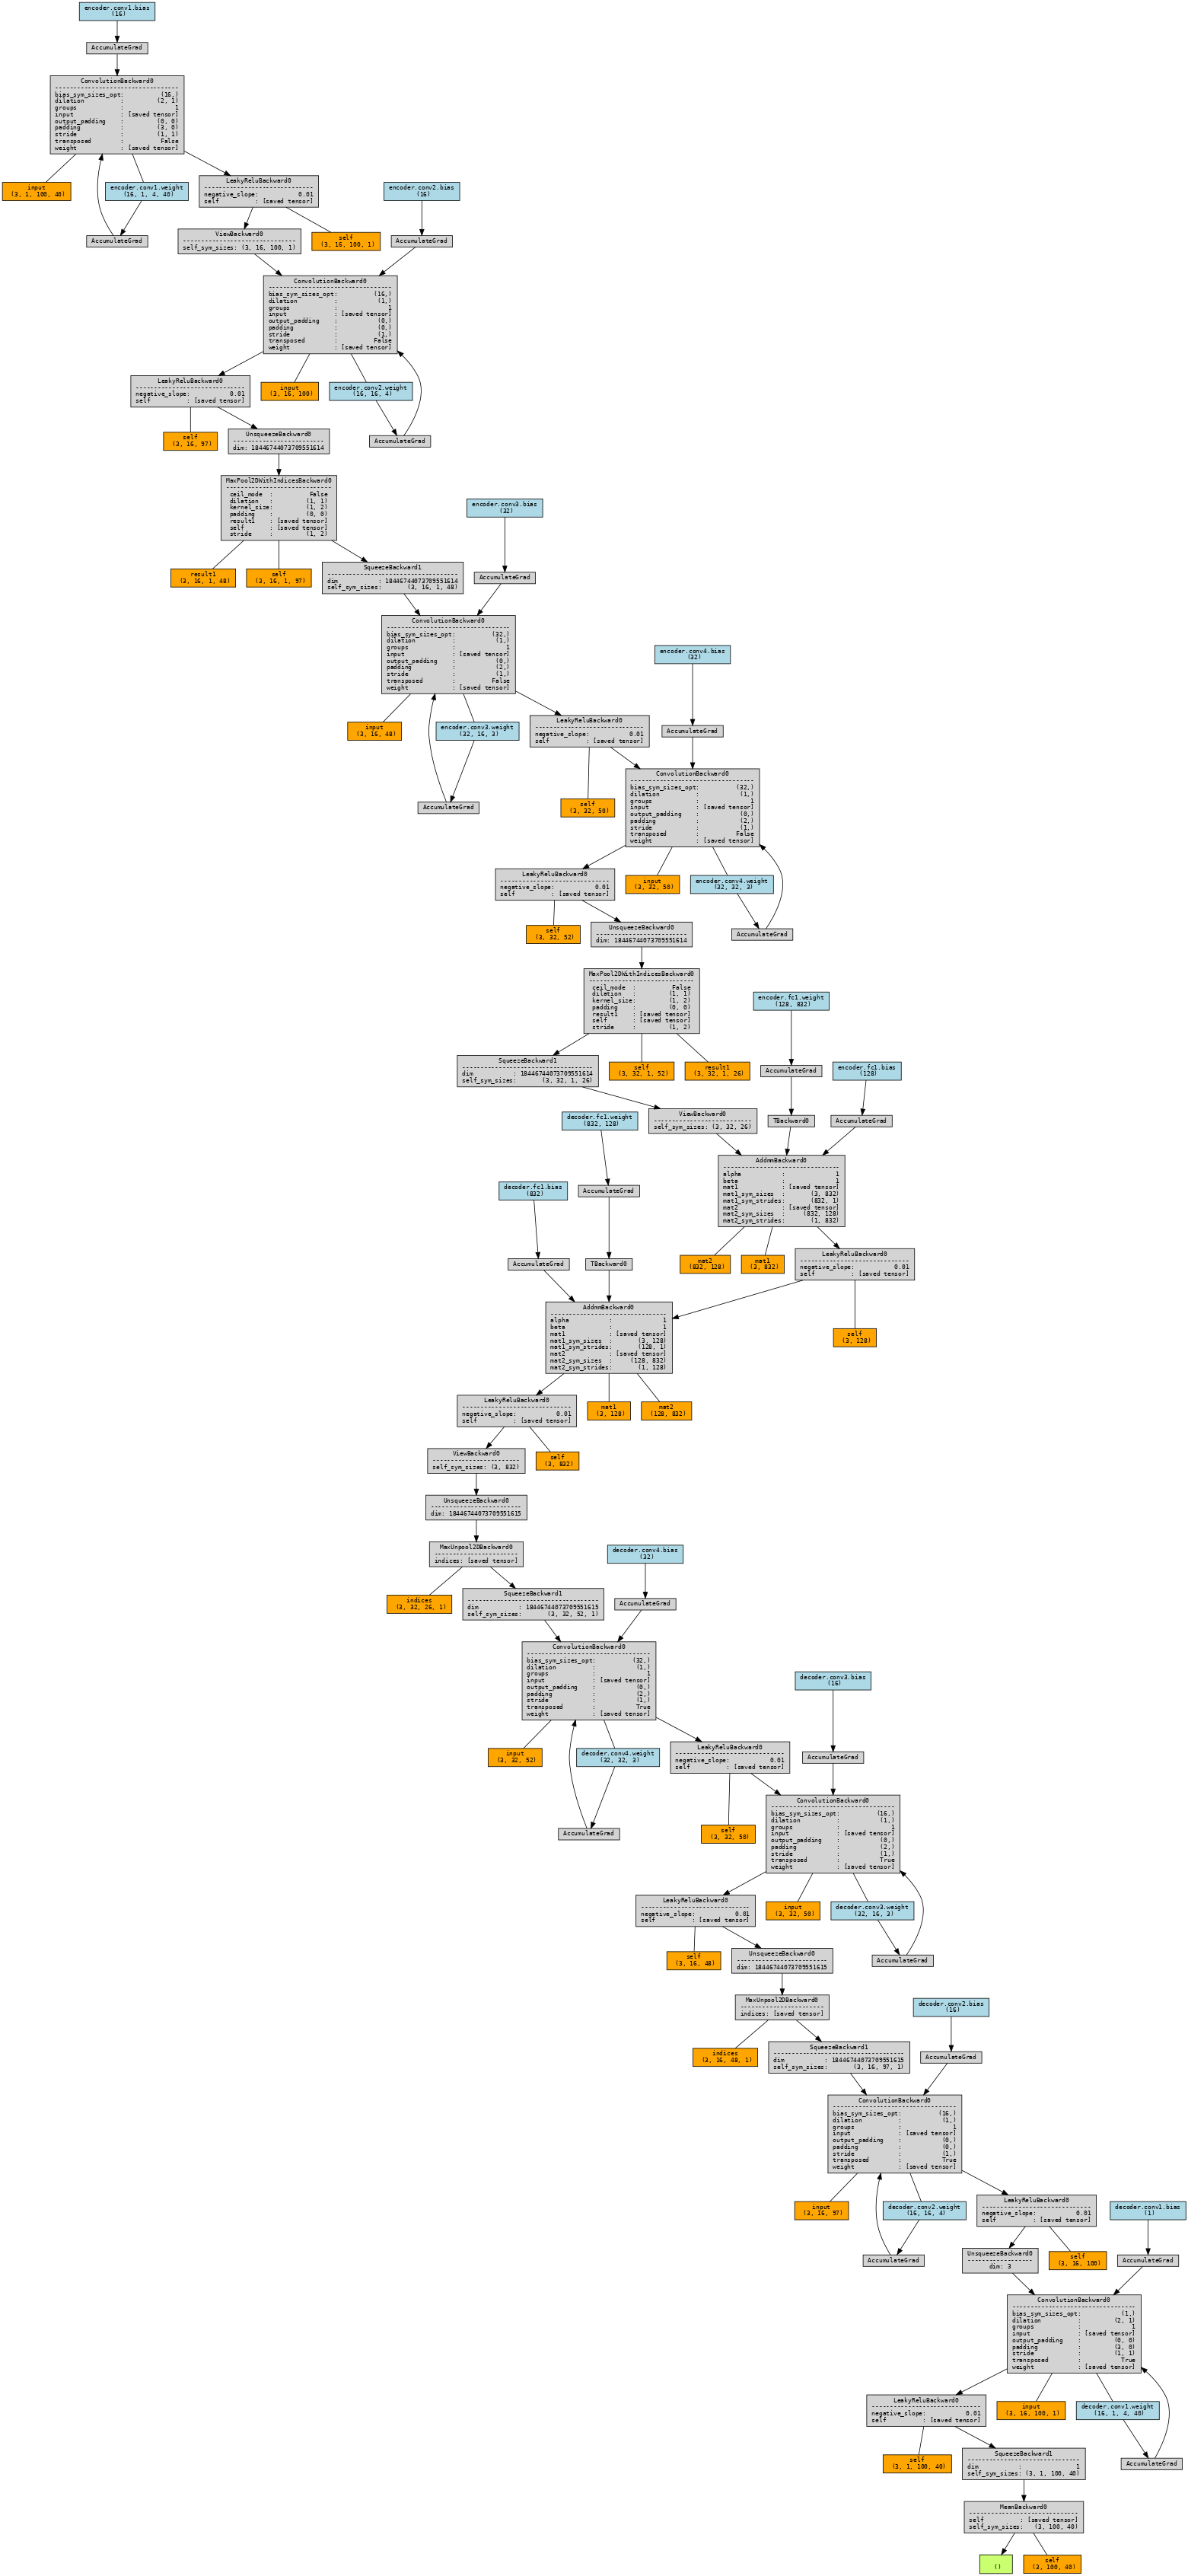 encoder.conv1.bias
(16)
AccumulateGrad
ConvolutionBackward0
---------------------------------
bias_sym_sizes_opt: (16,)
dilation : (2, 1)
groups : 1
input : [saved tensor]
output_padding : (0, 0)
padding : (3, 0)
stride : (1, 1)
transposed : False
weight : [saved tensor]
input
(3, 1, 100, 40)
encoder.conv1.weight
(16, 1, 4, 40)
AccumulateGrad
LeakyReluBackward0
-----------------------------
negative_slope: 0.01
self : [saved tensor]
encoder.conv2.bias
(16)
ViewBackward0
------------------------------
self_sym_sizes: (3, 16, 100, 1)
self
(3, 16, 100, 1)
AccumulateGrad
ConvolutionBackward0
---------------------------------
bias_sym_sizes_opt: (16,)
dilation : (1,)
groups : 1
input : [saved tensor]
output_padding : (0,)
padding : (0,)
stride : (1,)
transposed : False
weight : [saved tensor]
LeakyReluBackward0
-----------------------------
negative_slope: 0.01
self : [saved tensor]
input
(3, 16, 100)
encoder.conv2.weight
(16, 16, 4)
AccumulateGrad
self
(3, 16, 97)
UnsqueezeBackward0
-------------------------
dim: 18446744073709551614
MaxPool2DWithIndicesBackward0
-----------------------------
ceil_mode : False
dilation : (1, 1)
kernel_size: (1, 2)
padding : (0, 0)
result1 : [saved tensor]
self : [saved tensor]
stride : (1, 2)
encoder.conv3.bias
(32)
result1
(3, 16, 1, 48)
self
(3, 16, 1, 97)
SqueezeBackward1
-----------------------------------
dim : 18446744073709551614
self_sym_sizes: (3, 16, 1, 48)
AccumulateGrad
ConvolutionBackward0
---------------------------------
bias_sym_sizes_opt: (32,)
dilation : (1,)
groups : 1
input : [saved tensor]
output_padding : (0,)
padding : (2,)
stride : (1,)
transposed : False
weight : [saved tensor]
encoder.conv4.bias
(32)
input
(3, 16, 48)
encoder.conv3.weight
(32, 16, 3)
AccumulateGrad
LeakyReluBackward0
-----------------------------
negative_slope: 0.01
self : [saved tensor]
AccumulateGrad
self
(3, 32, 50)
ConvolutionBackward0
---------------------------------
bias_sym_sizes_opt: (32,)
dilation : (1,)
groups : 1
input : [saved tensor]
output_padding : (0,)
padding : (2,)
stride : (1,)
transposed : False
weight : [saved tensor]
LeakyReluBackward0
-----------------------------
negative_slope: 0.01
self : [saved tensor]
input
(3, 32, 50)
encoder.conv4.weight
(32, 32, 3)
AccumulateGrad
self
(3, 32, 52)
UnsqueezeBackward0
-------------------------
dim: 18446744073709551614
MaxPool2DWithIndicesBackward0
-----------------------------
ceil_mode : False
dilation : (1, 1)
kernel_size: (1, 2)
padding : (0, 0)
result1 : [saved tensor]
self : [saved tensor]
stride : (1, 2)
encoder.fc1.weight
(128, 832)
SqueezeBackward1
-----------------------------------
dim : 18446744073709551614
self_sym_sizes: (3, 32, 1, 26)
self
(3, 32, 1, 52)
result1
(3, 32, 1, 26)
AccumulateGrad
encoder.fc1.bias
(128)
decoder.fc1.weight
(832, 128)
ViewBackward0
---------------------------
self_sym_sizes: (3, 32, 26)
TBackward0
AccumulateGrad
AddmmBackward0
--------------------------------
alpha : 1
beta : 1
mat1 : [saved tensor]
mat1_sym_sizes : (3, 832)
mat1_sym_strides: (832, 1)
mat2 : [saved tensor]
mat2_sym_sizes : (832, 128)
mat2_sym_strides: (1, 832)
decoder.fc1.bias
(832)
AccumulateGrad
mat2
(832, 128)
mat1
(3, 832)
LeakyReluBackward0
-----------------------------
negative_slope: 0.01
self : [saved tensor]
AccumulateGrad
TBackward0
AddmmBackward0
--------------------------------
alpha : 1
beta : 1
mat1 : [saved tensor]
mat1_sym_sizes : (3, 128)
mat1_sym_strides: (128, 1)
mat2 : [saved tensor]
mat2_sym_sizes : (128, 832)
mat2_sym_strides: (1, 128)
self
(3, 128)
LeakyReluBackward0
-----------------------------
negative_slope: 0.01
self : [saved tensor]
mat1
(3, 128)
mat2
(128, 832)
ViewBackward0
------------------------
self_sym_sizes: (3, 832)
self
(3, 832)
UnsqueezeBackward0
-------------------------
dim: 18446744073709551615
MaxUnpool2DBackward0
-----------------------
indices: [saved tensor]
decoder.conv4.bias
(32)
indices
(3, 32, 26, 1)
SqueezeBackward1
-----------------------------------
dim : 18446744073709551615
self_sym_sizes: (3, 32, 52, 1)
AccumulateGrad
ConvolutionBackward0
---------------------------------
bias_sym_sizes_opt: (32,)
dilation : (1,)
groups : 1
input : [saved tensor]
output_padding : (0,)
padding : (2,)
stride : (1,)
transposed : True
weight : [saved tensor]
decoder.conv3.bias
(16)
input
(3, 32, 52)
decoder.conv4.weight
(32, 32, 3)
AccumulateGrad
LeakyReluBackward0
-----------------------------
negative_slope: 0.01
self : [saved tensor]
AccumulateGrad
self
(3, 32, 50)
ConvolutionBackward0
---------------------------------
bias_sym_sizes_opt: (16,)
dilation : (1,)
groups : 1
input : [saved tensor]
output_padding : (0,)
padding : (2,)
stride : (1,)
transposed : True
weight : [saved tensor]
LeakyReluBackward0
-----------------------------
negative_slope: 0.01
self : [saved tensor]
input
(3, 32, 50)
decoder.conv3.weight
(32, 16, 3)
AccumulateGrad
self
(3, 16, 48)
UnsqueezeBackward0
-------------------------
dim: 18446744073709551615
MaxUnpool2DBackward0
-----------------------
indices: [saved tensor]
decoder.conv2.bias
(16)
indices
(3, 16, 48, 1)
SqueezeBackward1
-----------------------------------
dim : 18446744073709551615
self_sym_sizes: (3, 16, 97, 1)
AccumulateGrad
ConvolutionBackward0
---------------------------------
bias_sym_sizes_opt: (16,)
dilation : (1,)
groups : 1
input : [saved tensor]
output_padding : (0,)
padding : (0,)
stride : (1,)
transposed : True
weight : [saved tensor]
input
(3, 16, 97)
decoder.conv2.weight
(16, 16, 4)
AccumulateGrad
LeakyReluBackward0
-----------------------------
negative_slope: 0.01
self : [saved tensor]
decoder.conv1.bias
(1)
UnsqueezeBackward0
------------------
dim: 3
self
(3, 16, 100)
AccumulateGrad
ConvolutionBackward0
---------------------------------
bias_sym_sizes_opt: (1,)
dilation : (2, 1)
groups : 1
input : [saved tensor]
output_padding : (0, 0)
padding : (3, 0)
stride : (1, 1)
transposed : True
weight : [saved tensor]
LeakyReluBackward0
-----------------------------
negative_slope: 0.01
self : [saved tensor]
input
(3, 16, 100, 1)
decoder.conv1.weight
(16, 1, 4, 40)
AccumulateGrad
self
(3, 1, 100, 40)
SqueezeBackward1
-------------------------------
dim : 1
self_sym_sizes: (3, 1, 100, 40)
MeanBackward0
-----------------------------
self : [saved tensor]
self_sym_sizes: (3, 100, 40)
()
self
(3, 100, 40)